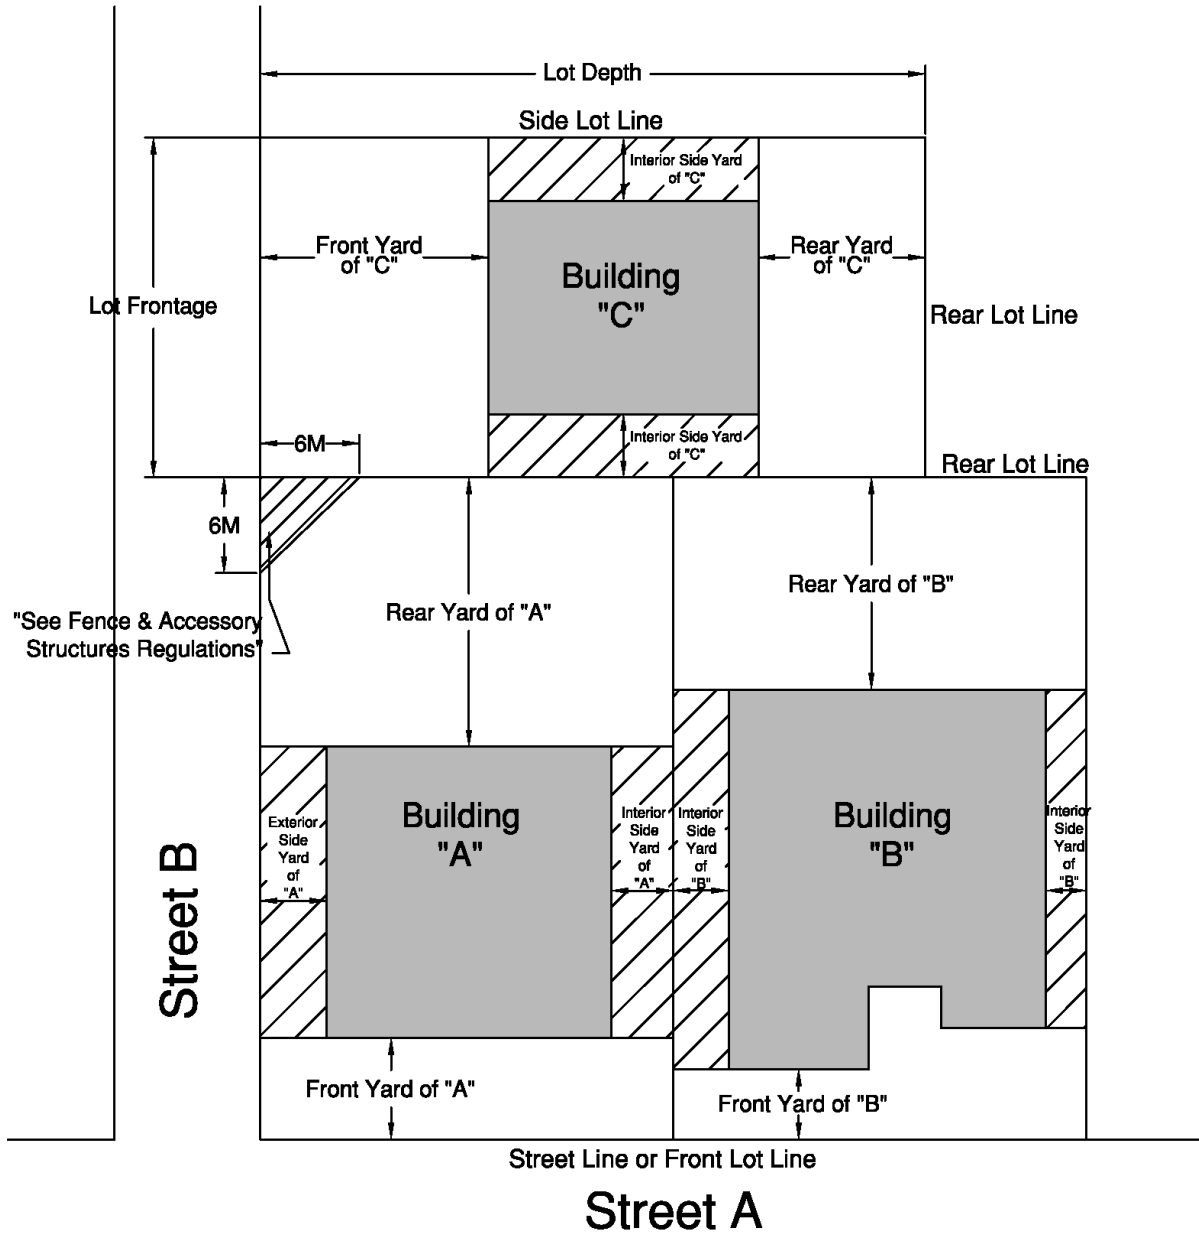 Lot Depth
Side Lot Line
Interior Side Yard
of "C"
Front Yard
of "C"
Rear Yard
of "C"
Building
"C"
Lot Frontage
Rear Lot Line
6M
Interior Side Yard
of "C"
Rear Lot Line
6M
Rear Yard of "B"
Rear Yard of "A"
"See Fence & Accessory
Structures Regulations"
Exterior
Side
Yard
of
"A"
Building
"A"
Interior
Side
Yard
of
"A"
Interior
Side
Yard
of
"B"
Building
"B"
Interior
Side
Yard
of
"B"
Street B
Front Yard of "A"
Front Yard of "B"
Street Line or Front Lot Line
Street A